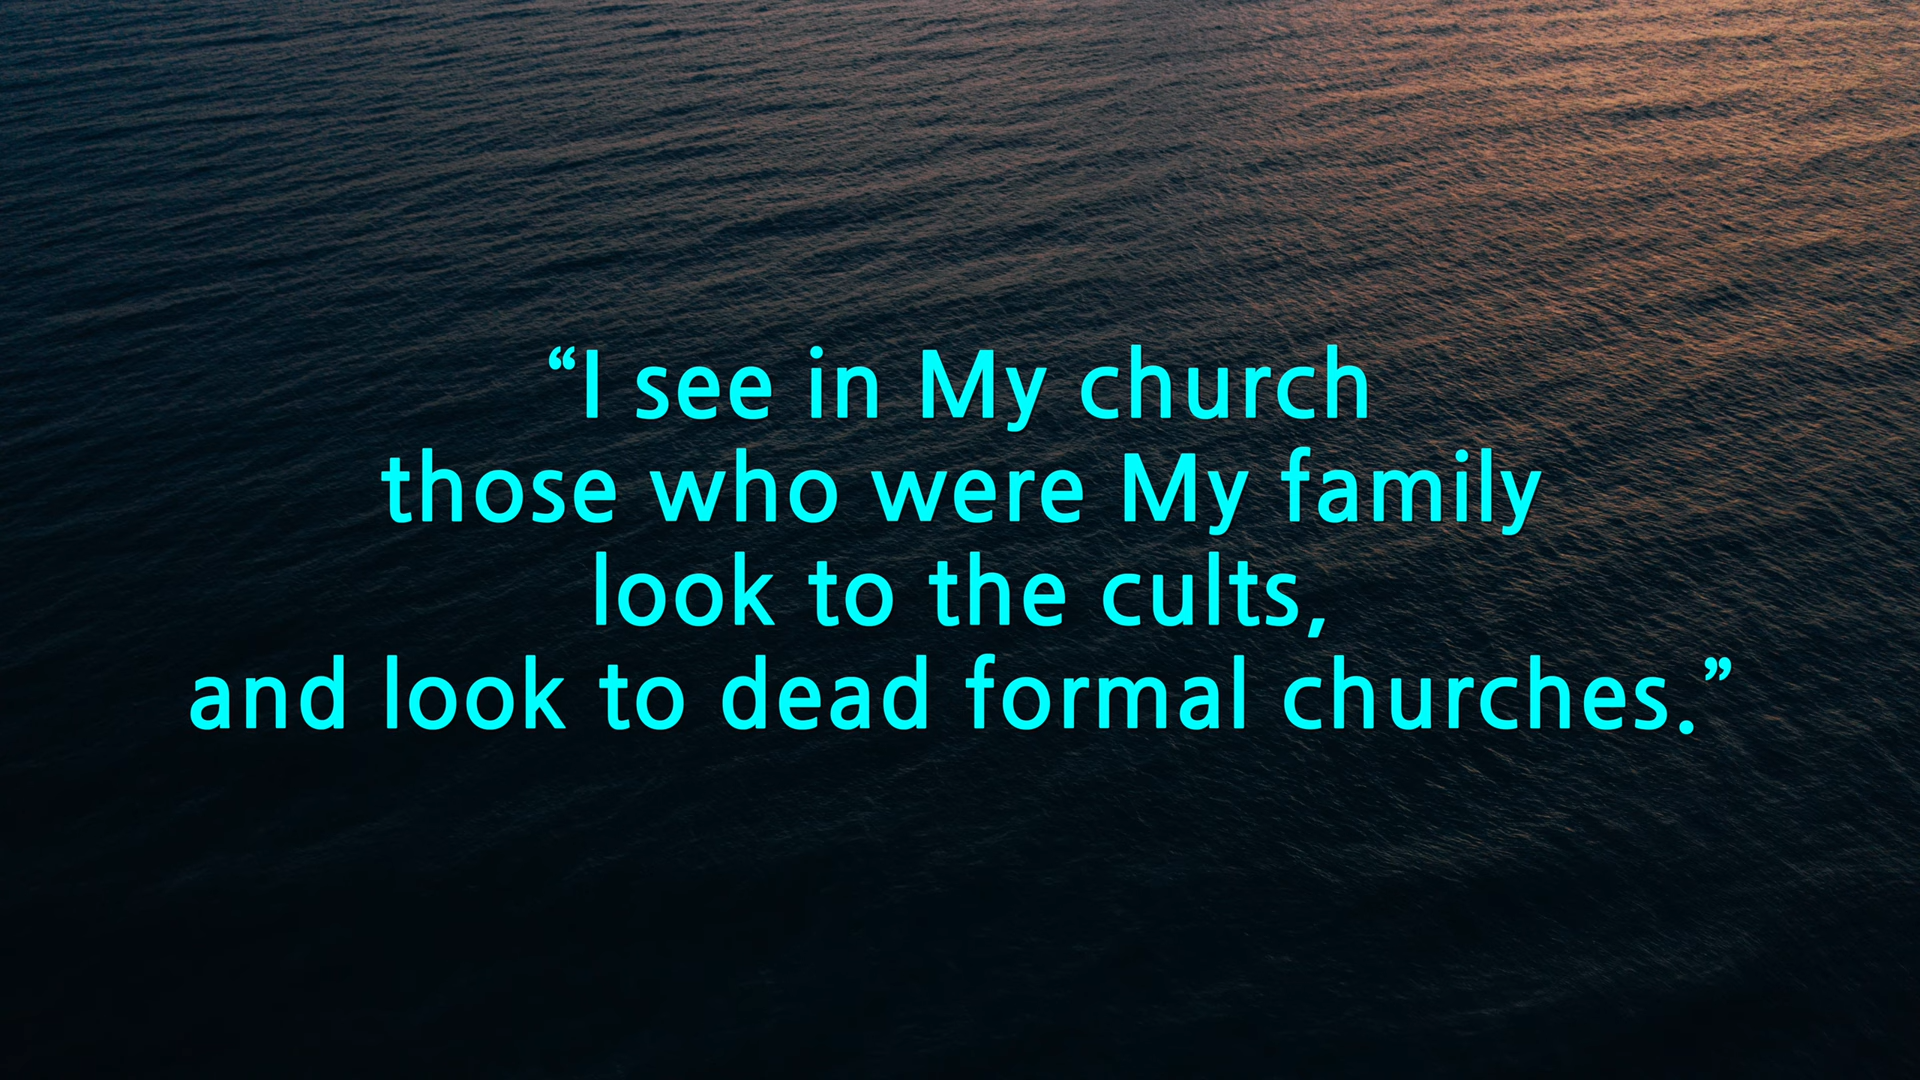 “I see in My church
those who were My family
look to the cults,
and look to dead formal churches.”